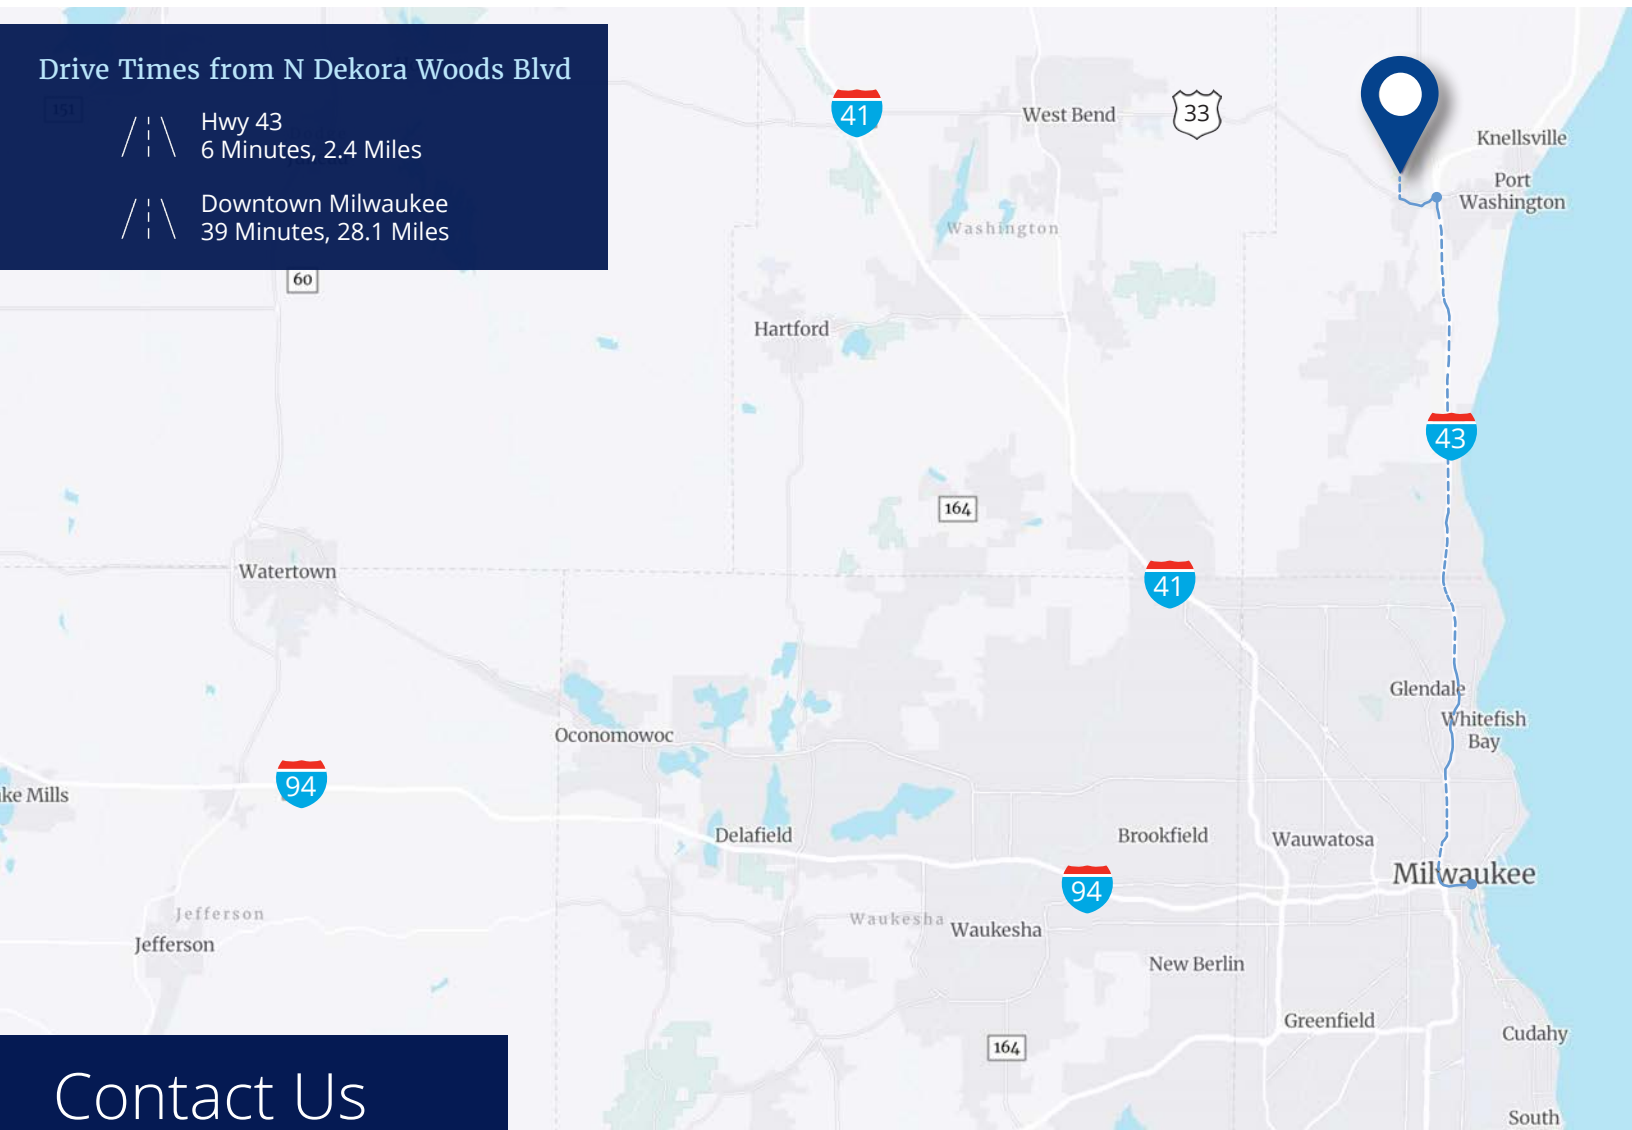 Drive Times from N Dekora Woods Blvd
151
Hwy 43
6 Minutes, 2.4 Miles
Downtown Milwaukee
39 Minutes, 28.1 Miles
60
41
West Bend
33
Knellsville
Port
Washington
Washington
Hartford
43
164
Watertown
41
Glendale
Whitefish
Bay
Oconomowoc
94
ke Mills
Delafield
Brookfield
Wauwatosa
Milwaukee
94
Jefferson
Jefferson
Waukesha
Waukesha
New Berlin
Greenfield
Cudahy
164
South
Contact Us